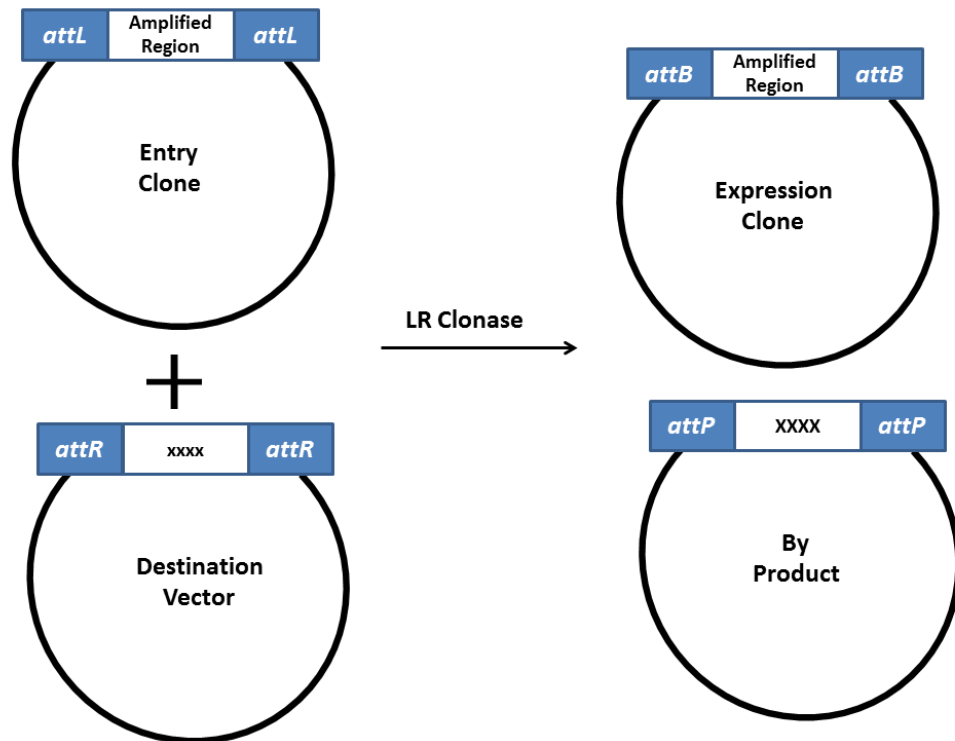 attL
Amplified
Region
attL
Entry
Clone
attR
xxxx
attR
Destination
Vector
LR Clonase
attB
Amplified
Region
attB
Expression
Clone
attP
XXXX
attP
By
Product